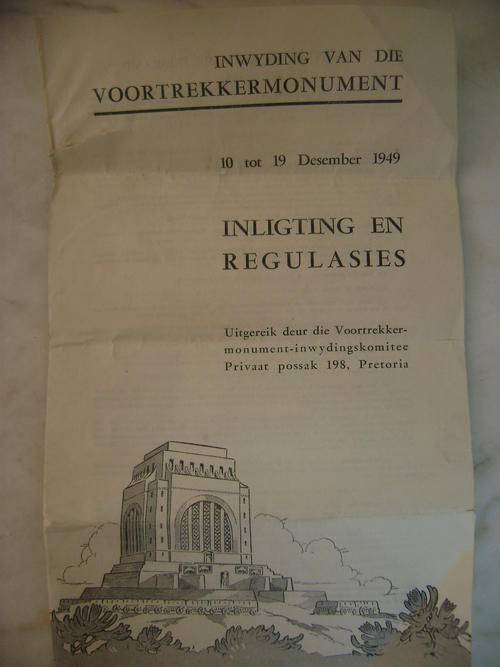 INWYDING VAN DIE
VOORTREKKERMONUMENT
10 tot 19 Desember 1949
INLIGTING EN
REGULASIES
Uitgereik deur die Voortrekker-
monument-inwydingskomitee
Privaat possak 198, Pretoria